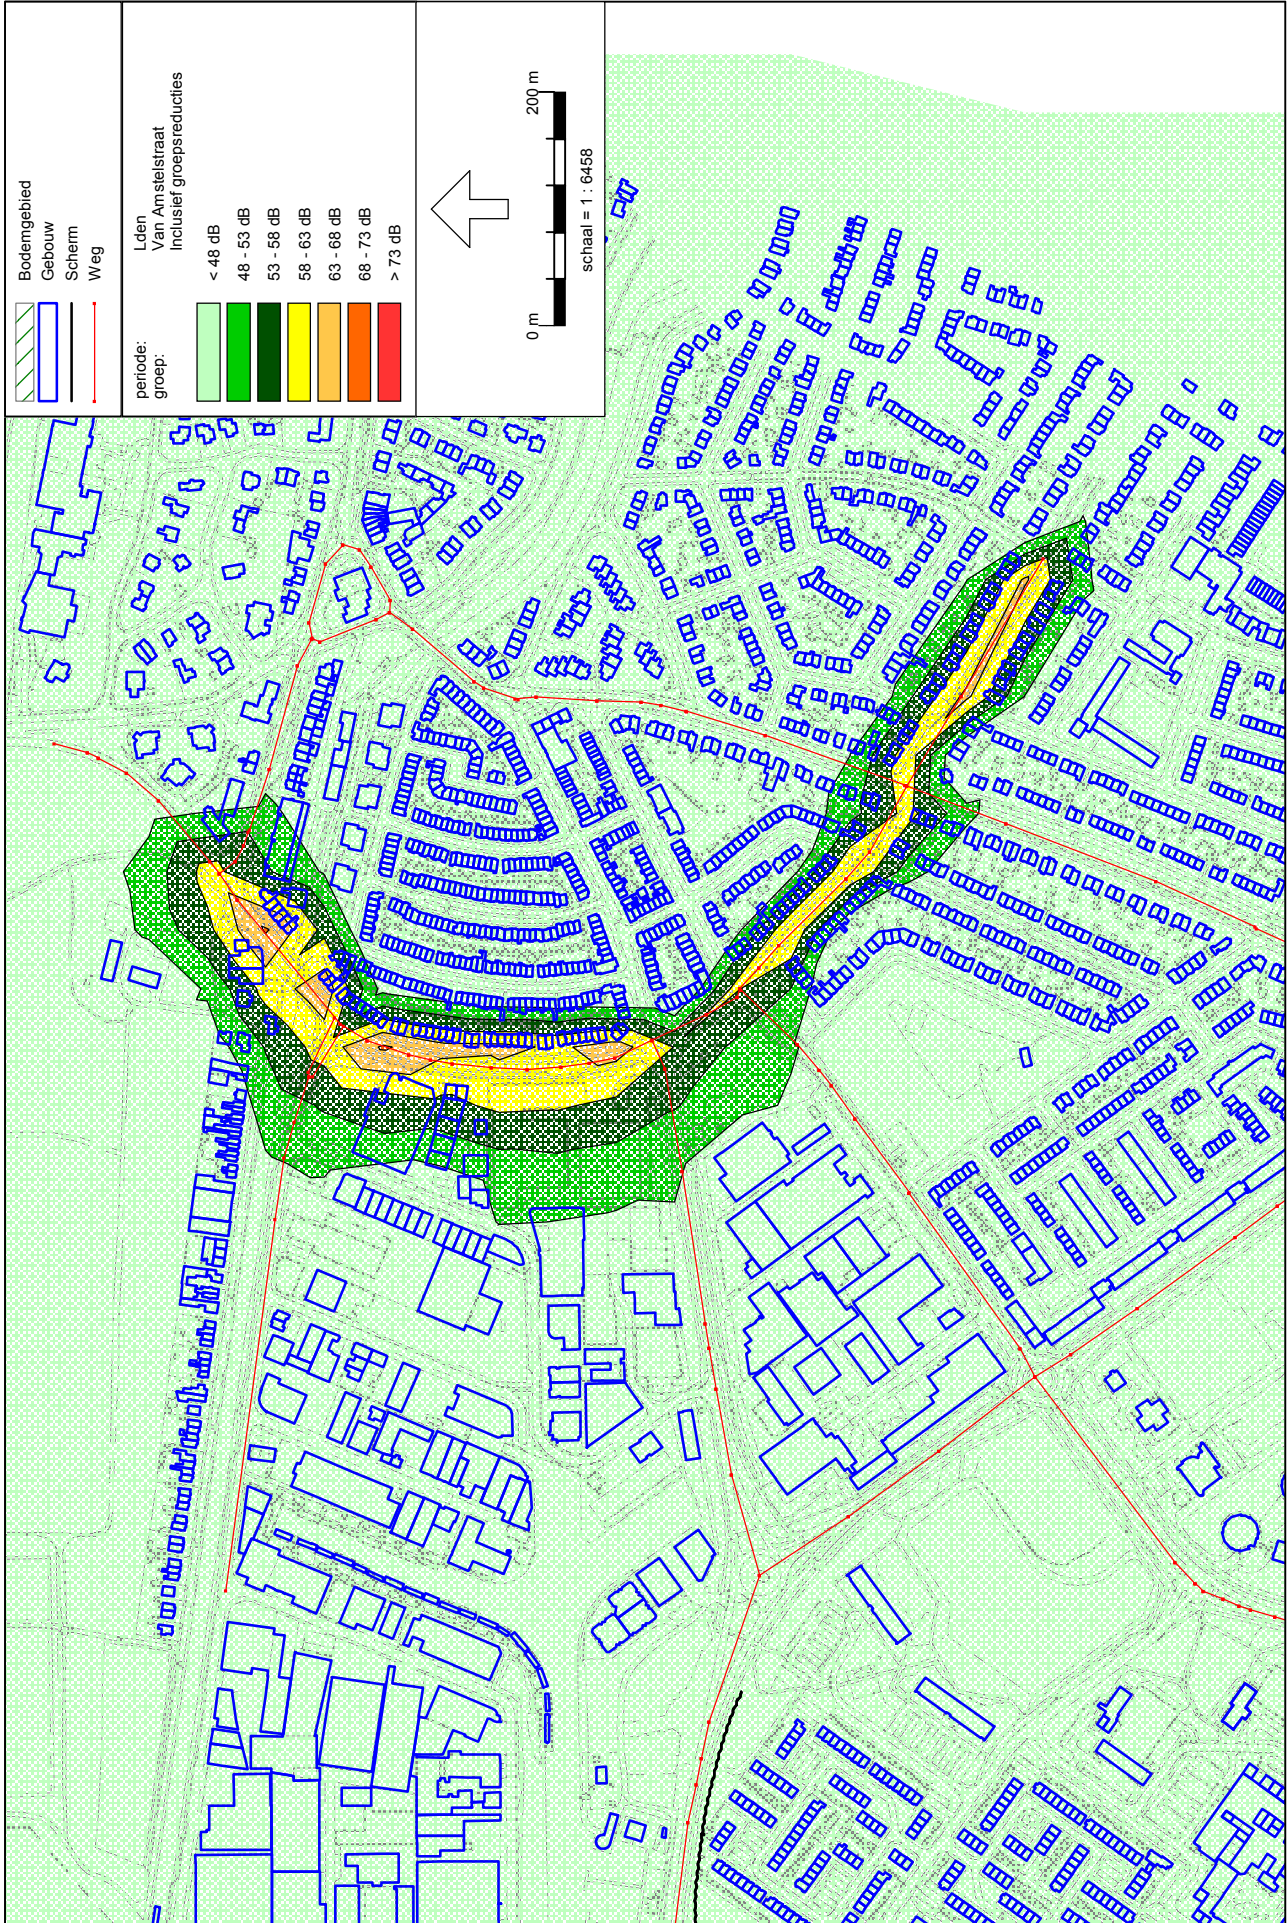 Bodemgebied
Gebouw
Scherm
Weg
periode: Lden
groep: Van Amstelstraat
Inclusief groepsreducties
< 48 dB
48 - 53 dB
53 - 58 dB
58 - 63 dB
63 - 68 dB
68 - 73 dB
> 73 dB
0 m 200 m
schaal = 1 : 6458